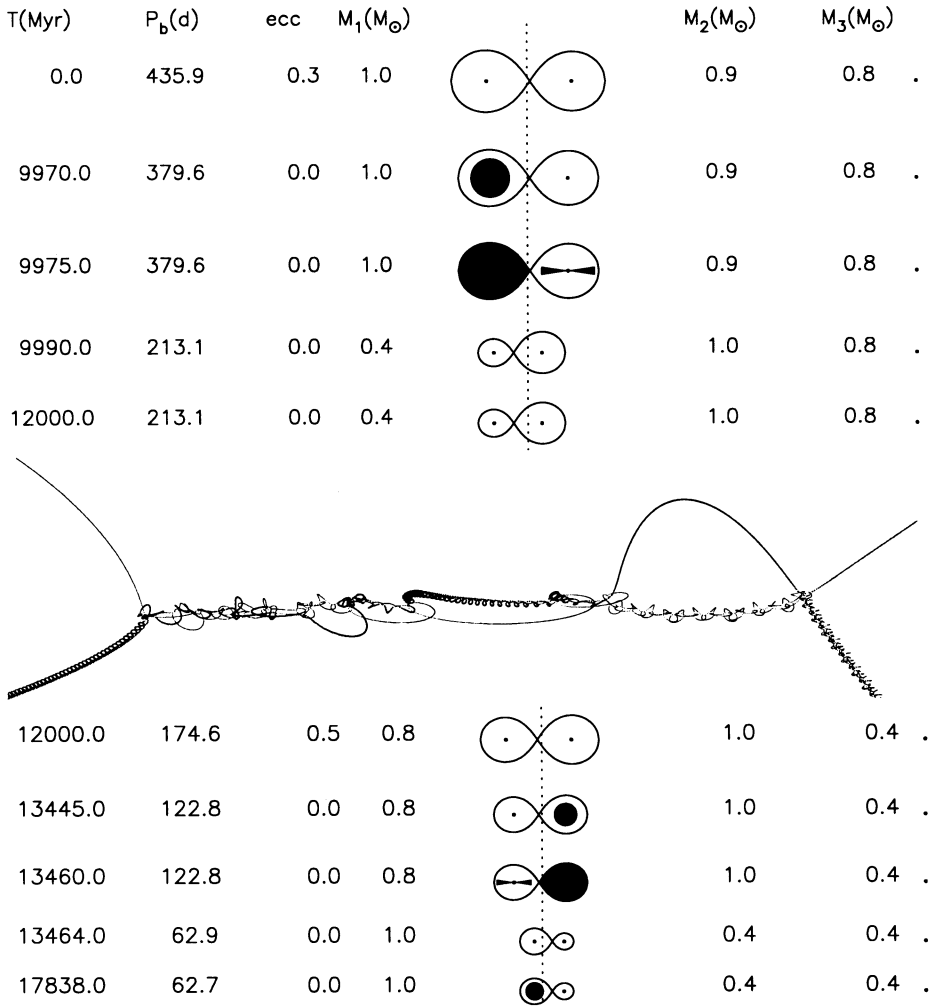 T(Myr) P_b(d) ecc M_1(M_⊙) M_2(M_⊙) M_3(M_⊙)
0.0 435.9 0.3 1.0 0.9 0.8 .
9970.0 379.6 0.0 1.0 0.9 0.8 .
9975.0 379.6 0.0 1.0 0.9 0.8 .
9990.0 213.1 0.0 0.4 1.0 0.8 .
12000.0 213.1 0.0 0.4 1.0 0.8 .
12000.0 174.6 0.5 0.8 1.0 0.4 .
13445.0 122.8 0.0 0.8 1.0 0.4 .
13460.0 122.8 0.0 0.8 1.0 0.4 .
13464.0 62.9 0.0 1.0 0.4 0.4 .
17838.0 62.7 0.0 1.0 0.4 0.4 .